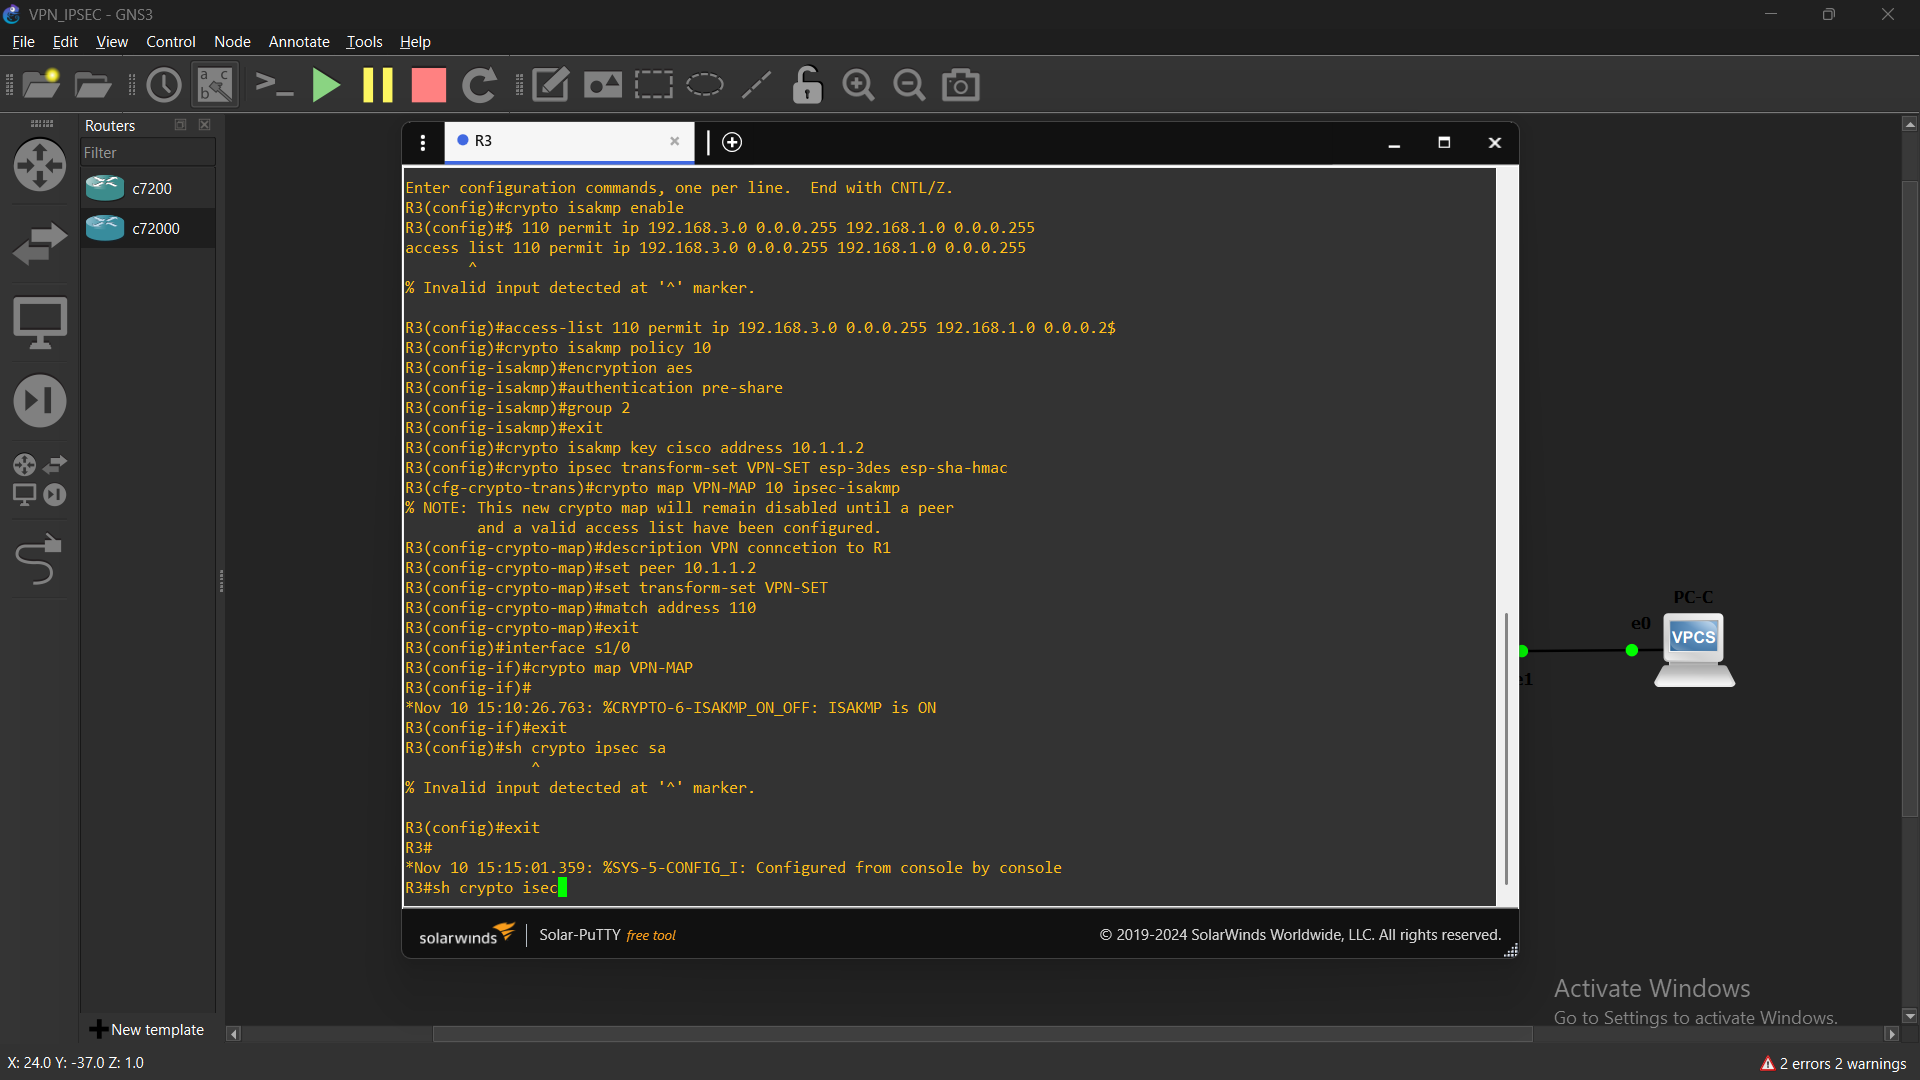 VPN_IPSEC - GNS3
File Edit View Control Node Annotate Tools Help
Routers
Filter
c7200
c72000
New template
R3
Enter configuration commands, one per line.  End with CNTL/Z.
R3(config)#crypto isakmp enable
R3(config)#$ 110 permit ip 192.168.3.0 0.0.0.255 192.168.1.0 0.0.0.255
access list 110 permit ip 192.168.3.0 0.0.0.255 192.168.1.0 0.0.0.255
^
% Invalid input detected at '^' marker.
R3(config)#access-list 110 permit ip 192.168.3.0 0.0.0.255 192.168.1.0 0.0.0.2$
R3(config)#crypto isakmp policy 10
R3(config-isakmp)#encryption aes
R3(config-isakmp)#authentication pre-share
R3(config-isakmp)#group 2
R3(config-isakmp)#exit
R3(config)#crypto isakmp key cisco address 10.1.1.2
R3(config)#crypto ipsec transform-set VPN-SET esp-3des esp-sha-hmac
R3(cfg-crypto-trans)#crypto map VPN-MAP 10 ipsec-isakmp
% NOTE: This new crypto map will remain disabled until a peer
and a valid access list have been configured.
R3(config-crypto-map)#description VPN conncetion to R1
R3(config-crypto-map)#set peer 10.1.1.2
R3(config-crypto-map)#set transform-set VPN-SET
R3(config-crypto-map)#match address 110
R3(config-crypto-map)#exit
R3(config)#interface s1/0
R3(config-if)#crypto map VPN-MAP
R3(config-if)#
*Nov 10 15:10:26.763: %CRYPTO-6-ISAKMP_ON_OFF: ISAKMP is ON
R3(config-if)#exit
R3(config)#sh crypto ipsec sa
^
% Invalid input detected at '^' marker.
R3(config)#exit
R3#
*Nov 10 15:15:01.359: %SYS-5-CONFIG_I: Configured from console by console
R3#sh crypto isec
solarwinds
Solar-PuTTY free tool
© 2019-2024 SolarWinds Worldwide, LLC. All rights reserved.
PC-C
e0
VPCS
Activate Windows
Go to Settings to activate Windows.
X: 24.0 Y: -37.0 Z: 1.0
2 errors 2 warnings